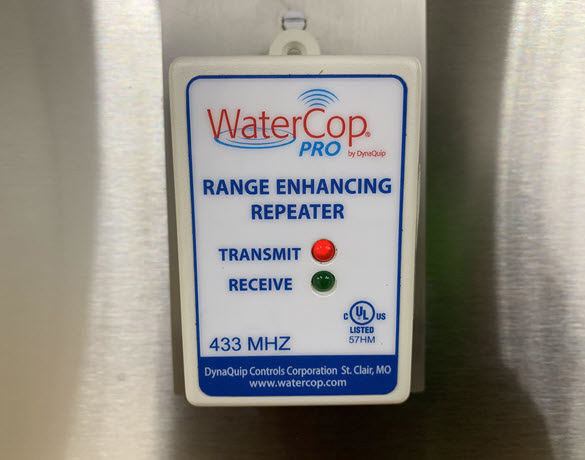 WaterCop®
PRO by DynaQuip
RANGE ENHANCING
REPEATER
TRANSMIT
RECEIVE
C UL US
LISTED
57HM
433 MHZ
DynaQuip Controls Corporation St. Clair, MO
www.watercop.com